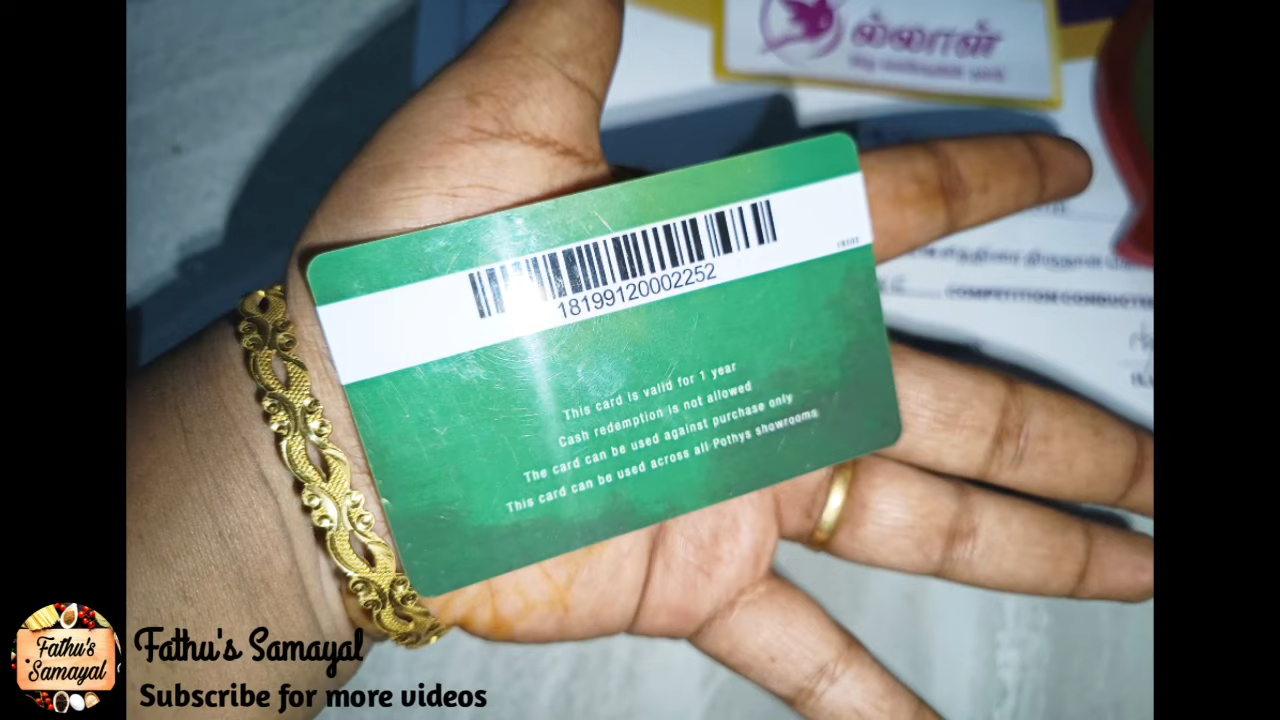 ல்லாள்
18199120002252
This card is valid for 1 year
Cash redemption is not allowed
The card can be used against purchase only
This card can be used across all Pothys showrooms
COMPETITION CONDUCTED
Fathu's
Samayal
Fathu's Samayal
Subscribe for more videos